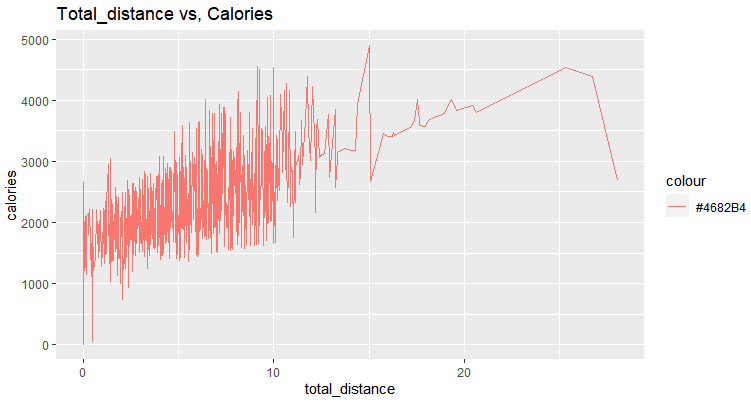 Total_distance vs, Calories
5000
4000
3000
2000
1000
0
calories
0
10
20
total_distance
colour
#4682B4